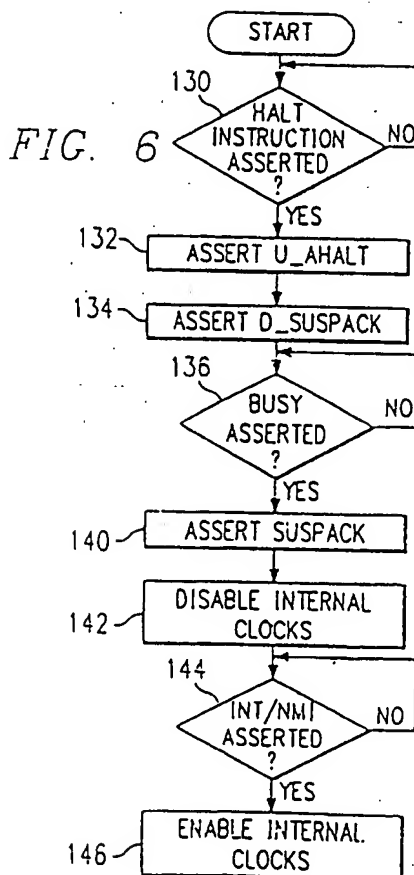 START
130
HALT
INSTRUCTION
ASSERTED
?
NO
FIG. 6
YES
132
ASSERT U_AHALT
134
ASSERT D_SUSPACK
136
BUSY
ASSERTED
?
NO
YES
140
ASSERT SUSPACK
142
DISABLE INTERNAL
CLOCKS
144
INT/NMI
ASSERTED
?
NO
YES
146
ENABLE INTERNAL
CLOCKS